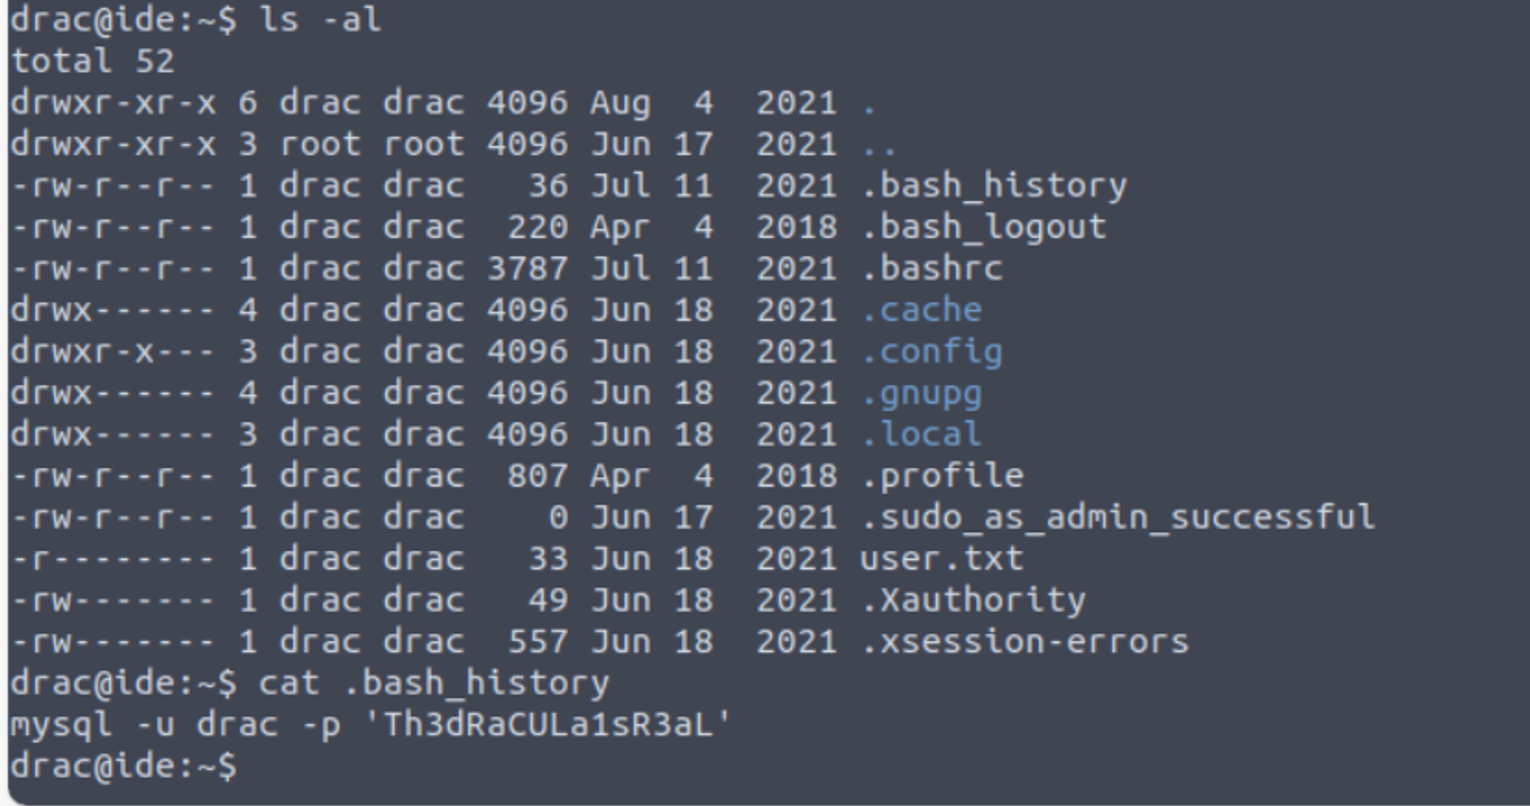 drac@ide:~$ ls -al
total 52
drwxr-xr-x 6 drac drac 4096 Aug  4  2021 .
drwxr-xr-x 3 root root 4096 Jun 17  2021 ..
-rw-r--r-- 1 drac drac   36 Jul 11  2021 .bash_history
-rw-r--r-- 1 drac drac  220 Apr  4  2018 .bash_logout
-rw-r--r-- 1 drac drac 3787 Jul 11  2021 .bashrc
drwx------ 4 drac drac 4096 Jun 18  2021 .cache
drwxr-x--- 3 drac drac 4096 Jun 18  2021 .config
drwx------ 4 drac drac 4096 Jun 18  2021 .gnupg
drwx------ 3 drac drac 4096 Jun 18  2021 .local
-rw-r--r-- 1 drac drac  807 Apr  4  2018 .profile
-rw-r--r-- 1 drac drac    0 Jun 17  2021 .sudo_as_admin_successful
-r-------- 1 drac drac   33 Jun 18  2021 user.txt
-rw------- 1 drac drac   49 Jun 18  2021 .Xauthority
-rw------- 1 drac drac  557 Jun 18  2021 .xsession-errors
drac@ide:~$ cat .bash_history
mysql -u drac -p 'Th3dRaCULa1sR3aL'
drac@ide:~$